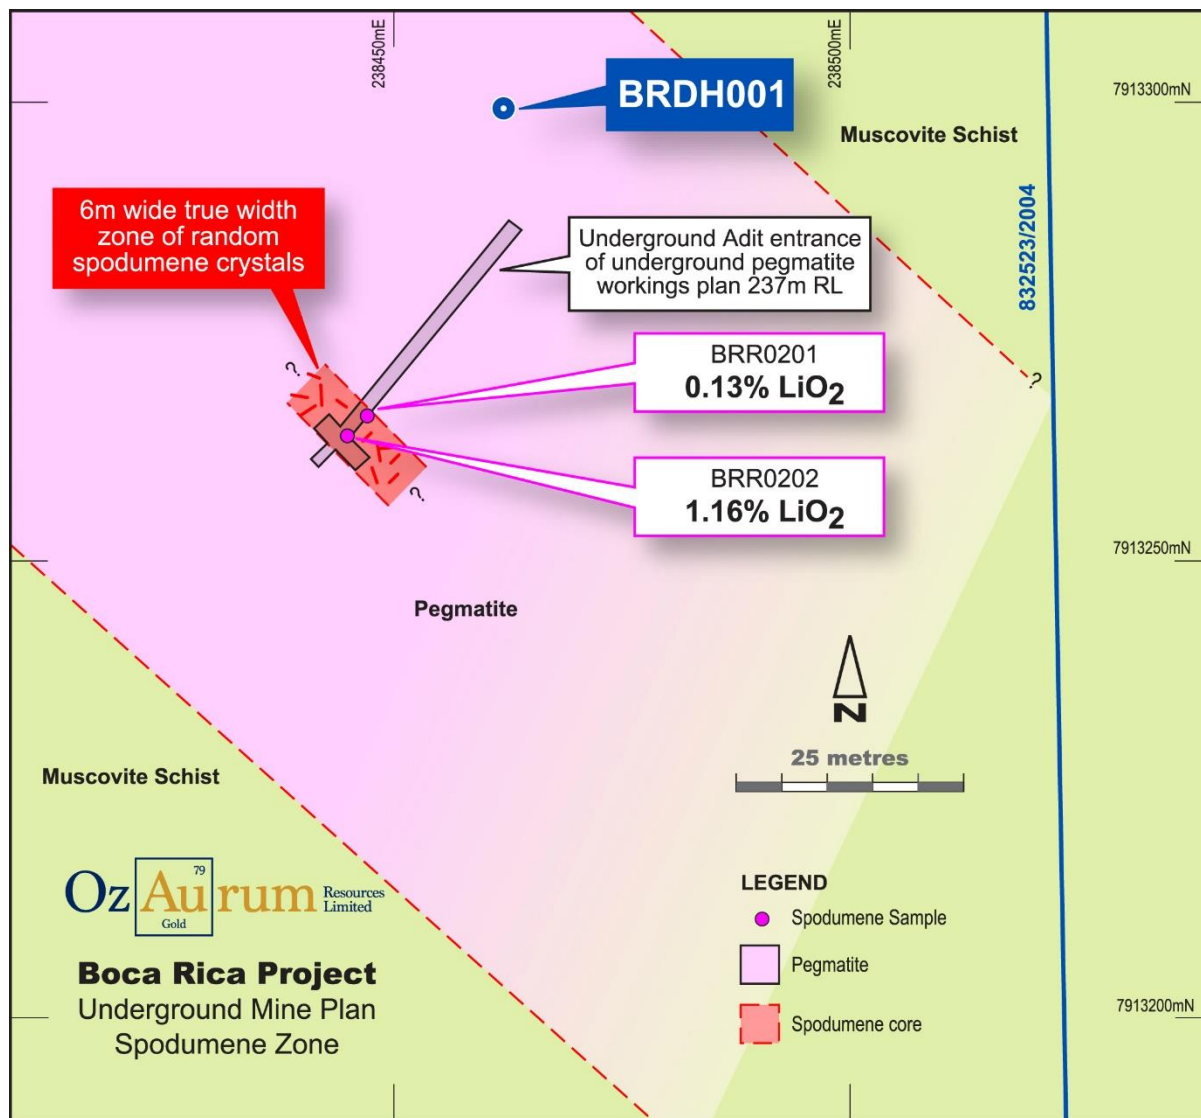 238450mE
238500mE
7913300mN
BRDH001
Muscovite Schist
6m wide true width
zone of random
spodumene crystals
Underground Adit entrance
of underground pegmatite
workings plan 237m RL
832523/2004
BRR0201
0.13% LiO2
?
?
?
BRR0202
1.16% LiO2
7913250mN
Pegmatite
N
25 metres
Muscovite Schist
Oz Au rum Resources Limited
79
Gold
Boca Rica Project
Underground Mine Plan
Spodumene Zone
LEGEND
Spodumene Sample
Pegmatite
Spodumene core
7913200mN